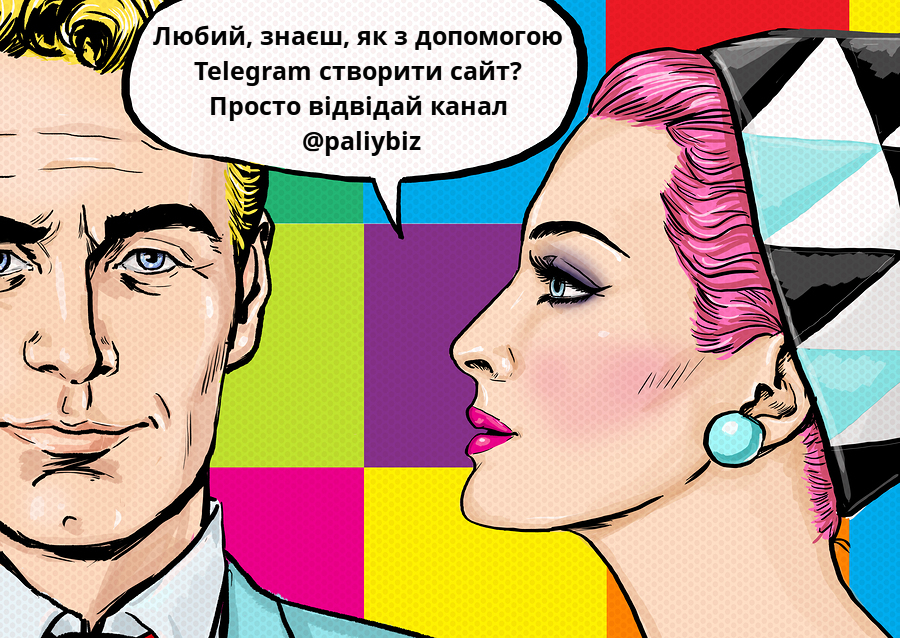 Любий, знаєш, як з допомогою
Telegram створити сайт?
Просто відвідай канал
@paliybiz